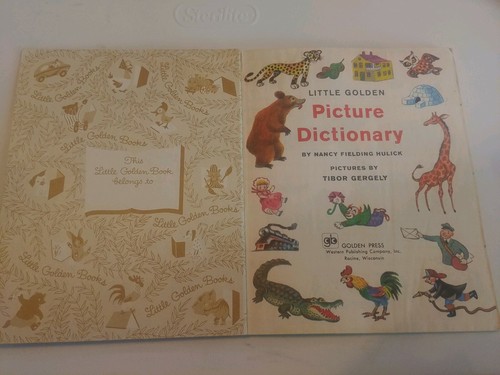 Sterilite
Little Golden Books
Little Golden Books
This
Little Golden Book
belongs to
Little Golden Books
Little Golden Books
Little Golden Books
LITTLE GOLDEN
Picture
Dictionary
BY NANCY FIELDING HULICK
PICTURES BY
TIBOR GERGELY
GOLDEN PRESS
Western Publishing Company, Inc.
Racine, Wisconsin